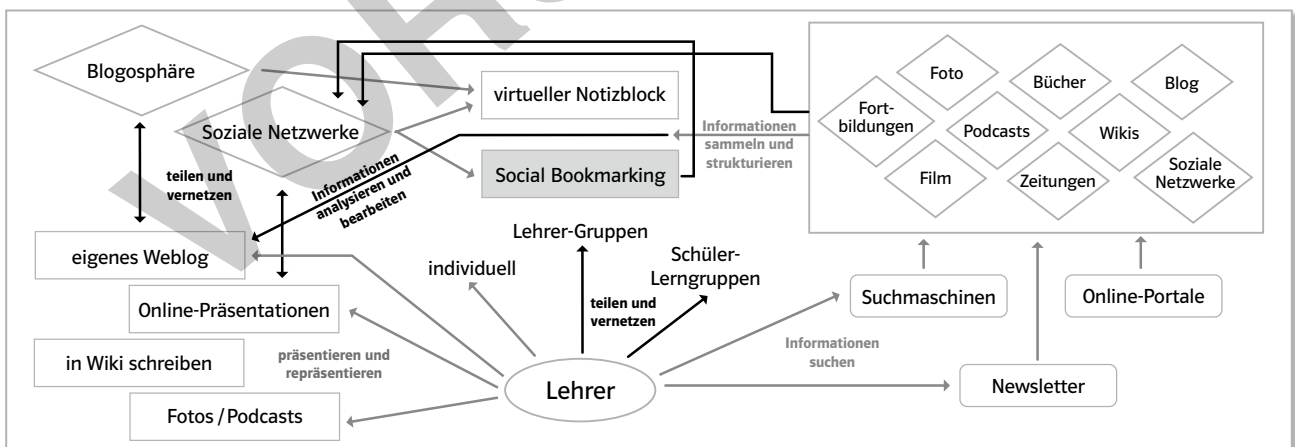 Blogosphäre
Soziale Netzwerke
virtueller Notizblock
Social Bookmarking
Informationen
sammeln und
strukturieren
Foto
Bücher
Blog
Fort-
bildungen
Podcasts
Wikis
Film
Zeitungen
Soziale
Netzwerke
teilen und
vernetzen
Informationen
analysieren und
bearbeiten
eigenes Weblog
Online-Präsentationen
in Wiki schreiben
Fotos / Podcasts
präsentieren und
repräsentieren
individuell
Lehrer-Gruppen
teilen und
vernetzen
Schüler-
Lerngruppen
Lehrer
Informationen
suchen
Suchmaschinen
Online-Portale
Newsletter